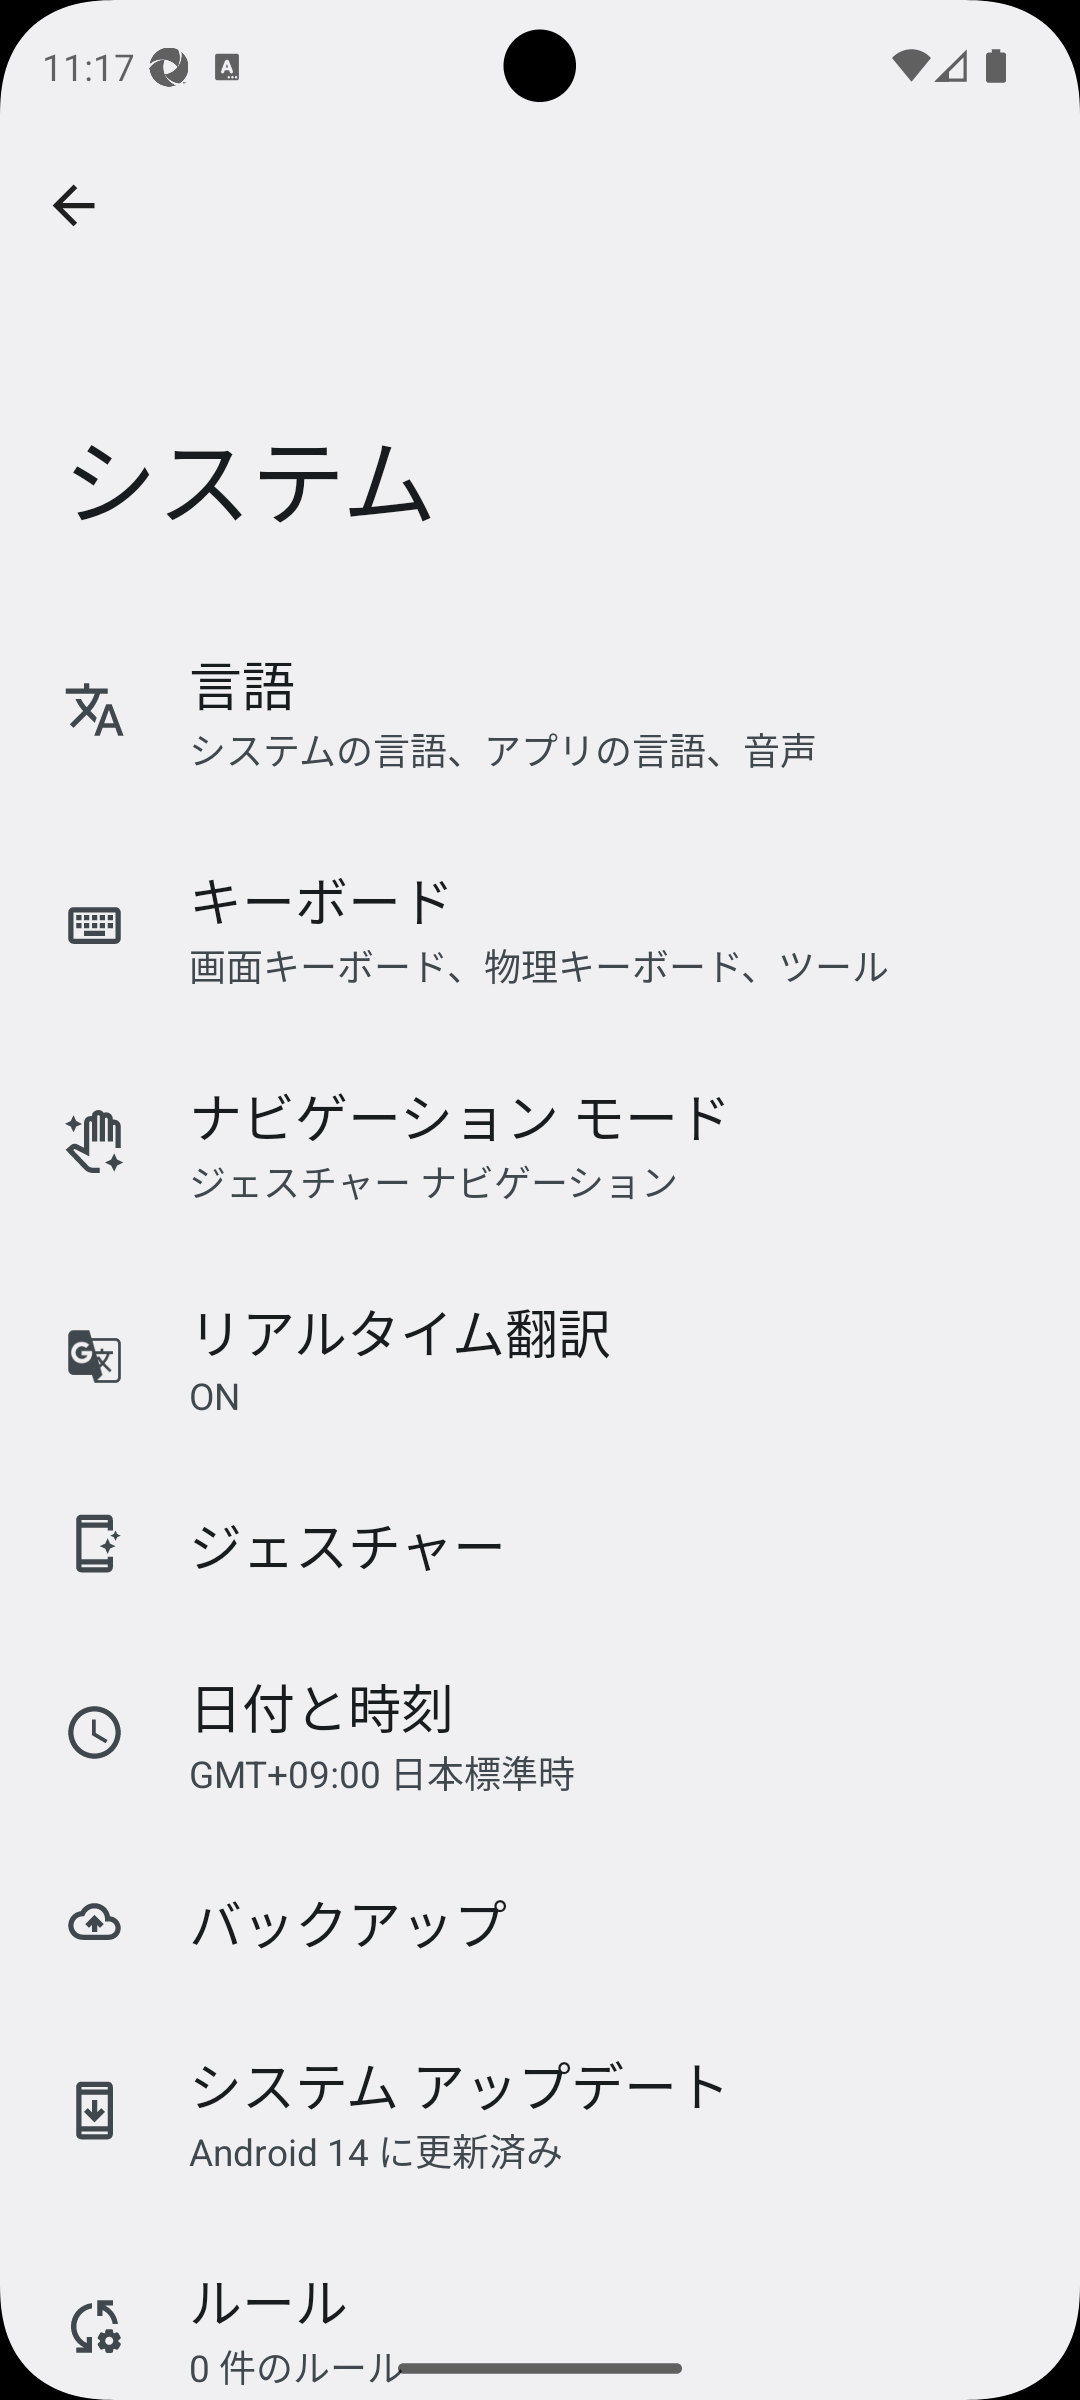 11:17
システム
言語
システムの言語、アプリの言語、音声
キーボード
画面キーボード、物理キーボード、ツール
ナビゲーション モード
ジェスチャー ナビゲーション
リアルタイム翻訳
ON
ジェスチャー
日付と時刻
GMT+09:00 日本標準時
バックアップ
システム アップデート
Android 14 に更新済み
ルール
0 件のルール